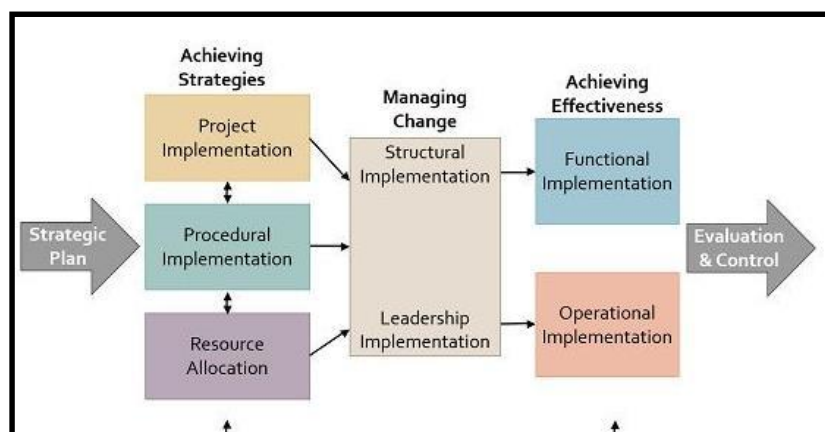 Achieving
Strategies
Project
Implementation
Procedural
Implementation
Resource
Allocation
Strategic
Plan
Managing
Change
Structural
Implementation
Leadership
Implementation
Achieving
Effectiveness
Functional
Implementation
Operational
Implementation
Evaluation
& Control